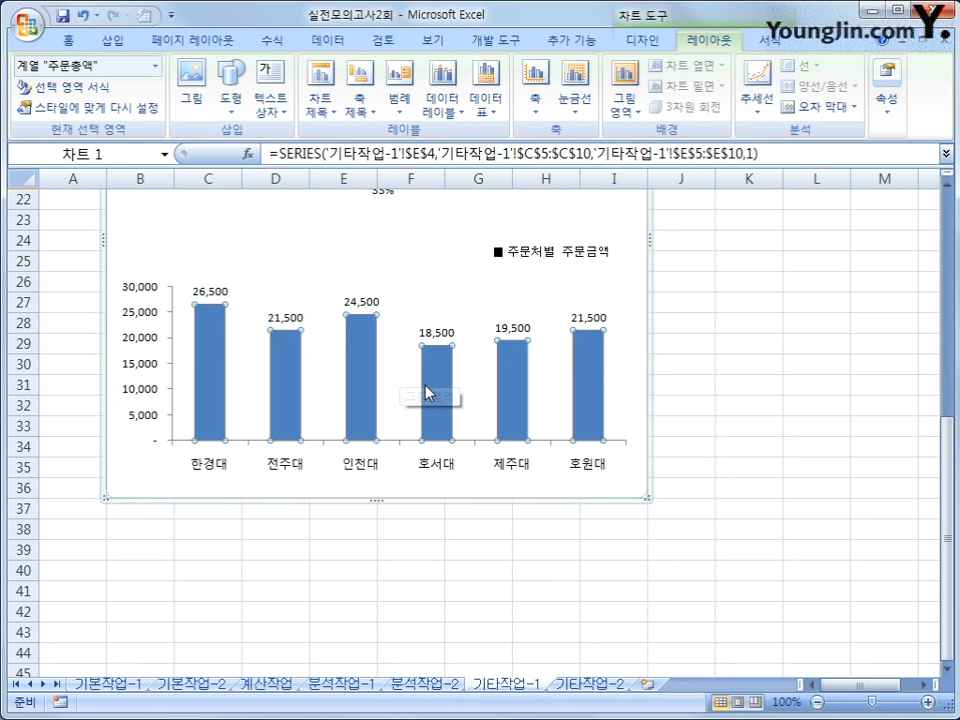 실전모의고사2회 - Microsoft Excel
차트 도구
Younglin.com Y.
홈 삽입 페이지 레이아웃 수식 데이터 검토 보기 개발 도구 추가 기능 디자인 레이아웃 서식
계열 "주문총액"
선택 영역 서식
스타일에 맞게 다시 설정
현재 선택 영역
그림 도형 텍스트 상자
삽입
차트 제목 축 제목 범례 데이터 레이블 데이터 표
레이블
축 눈금선
축
그림 영역 차트 옆면 차트 밑면 3차원 회전
배경
추세선 선 양선/음선 오차 막대
분석
속성
차트 1 fx =SERIES('기타작업-1'!$E$4,'기타작업-1'!$C$5:$C$10,'기타작업-1'!$E$5:$E$10,1)
A B C D E F G H I J K L M
22
23
24
25
26
27
28
29
30
31
32
33
34
35
36
37
38
39
40
41
42
43
44
45
33%
■ 주문처별 주문금액
30,000
25,000
20,000
15,000
10,000
5,000
-
26,500 21,500 24,500 18,500 19,500 21,500
한경대 전주대 인천대 호서대 제주대 호원대
기본작업-1 기본작업-2 계산작업 분석작업-1 분석작업-2 기타작업-1 기타작업-2
준비 100%